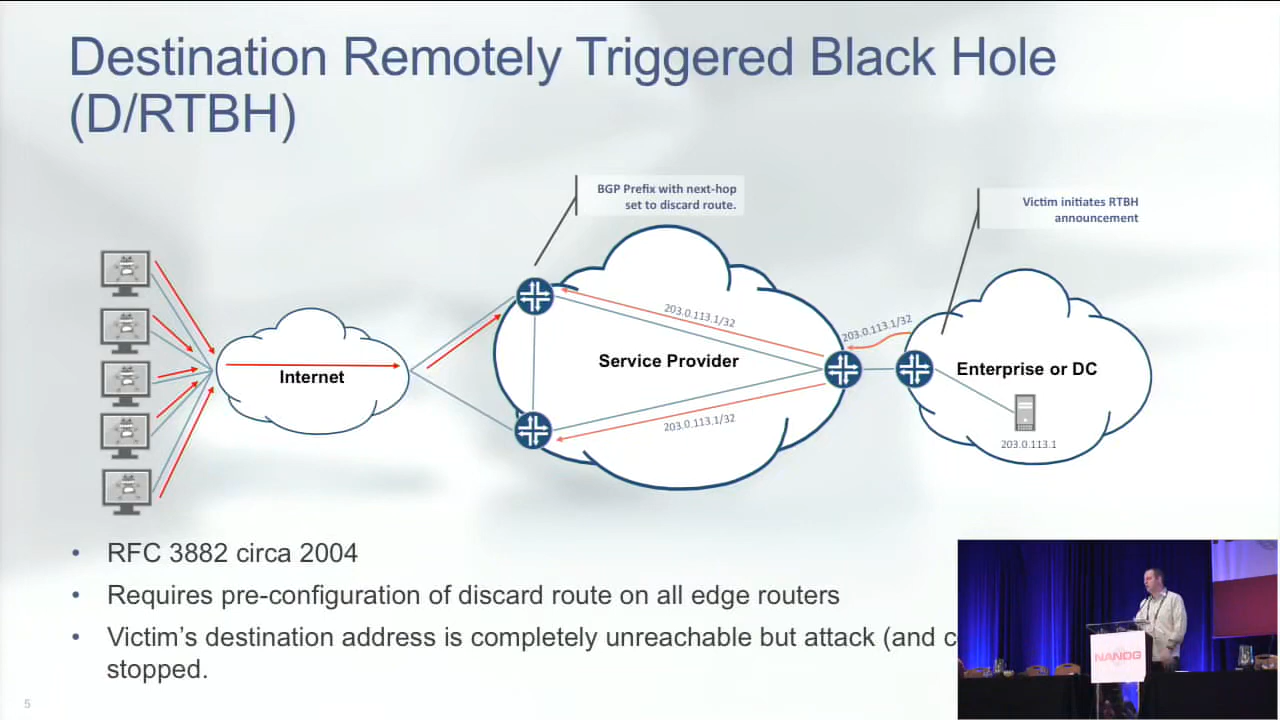 Destination Remotely Triggered Black Hole
(D/RTBH)
BGP Prefix with next-hop
set to discard route.
Victim initiates RTBH
announcement
203.0.113.1/32
203.0.113.1/32
Internet
Service Provider
Enterprise or DC
203.0.113.1/32
203.0.113.1
• RFC 3882 circa 2004
• Requires pre-configuration of discard route on all edge routers
• Victim's destination address is completely unreachable but attack (and c
stopped.
NANOG
5